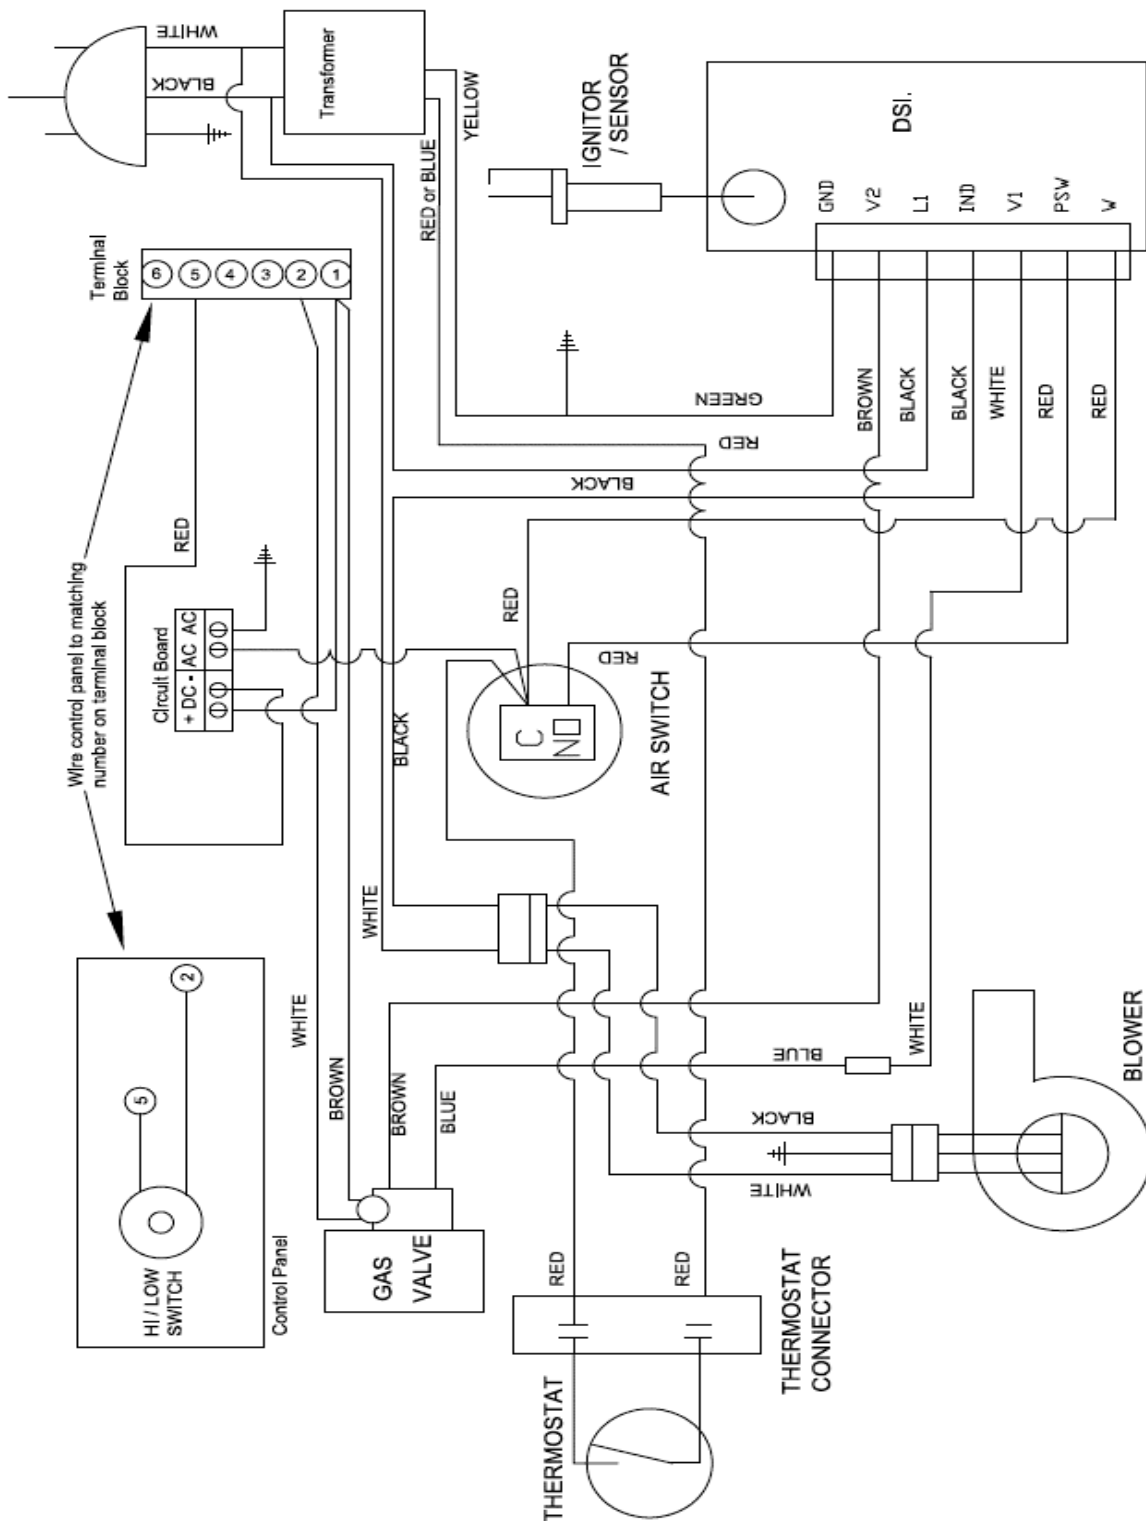 WHITE
BLACK
Transformer
YELLOW
RED or BLUE
IGNITOR
/ SENSOR
DSI.
GND
V2
L1
IND
V1
PSW
W
Terminal
Block
6
5
4
3
2
1
GREEN
RED
BLACK
BROWN
BLACK
BLACK
WHITE
RED
RED
Wire control panel to matching
number on terminal block
RED
Circuit Board
+ DC - AC AC
RED
RED
C
NO
AIR SWITCH
BLACK
WHITE
5
2
HI / LOW
SWITCH
Control Panel
WHITE
BROWN
BROWN
BLUE
GAS
VALVE
BLUE
WHITE
BLACK
WHITE
BLOWER
RED
RED
THERMOSTAT
CONNECTOR
THERMOSTAT